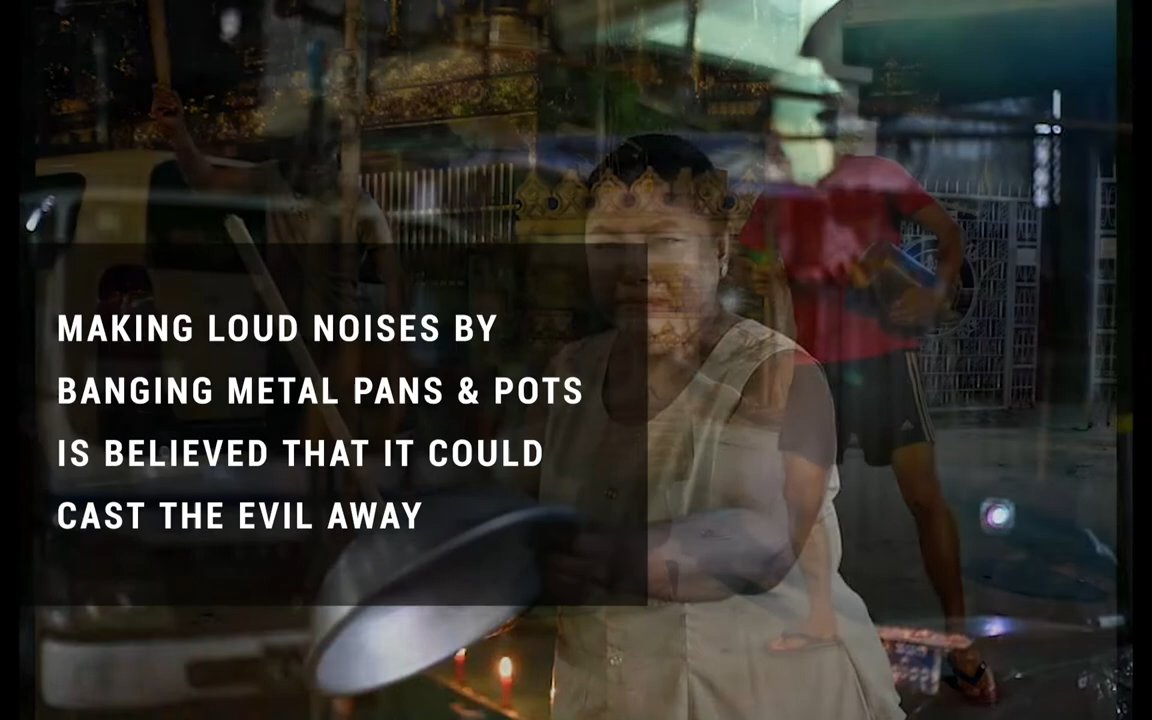 MAKING LOUD NOISES BY
BANGING METAL PANS & POTS
IS BELIEVED THAT IT COULD
CAST THE EVIL AWAY